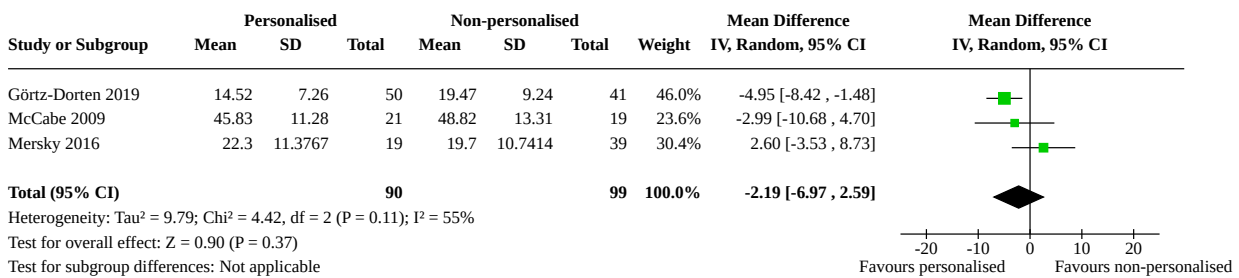 Personalised Non-personalised Mean Difference Mean Difference
Study or Subgroup Mean SD Total Mean SD Total Weight IV, Random, 95% CI IV, Random, 95% CI
Görtz-Dorten 2019 14.52 7.26 50 19.47 9.24 41 46.0% -4.95 [-8.42 , -1.48]
McCabe 2009 45.83 11.28 21 48.82 13.31 19 23.6% -2.99 [-10.68 , 4.70]
Mersky 2016 22.3 11.3767 19 19.7 10.7414 39 30.4% 2.60 [-3.53 , 8.73]
Total (95% CI) 90 99 100.0% -2.19 [-6.97 , 2.59]
Heterogeneity: Tau² = 9.79; Chi² = 4.42, df = 2 (P = 0.11); I² = 55%
Test for overall effect: Z = 0.90 (P = 0.37) -20 -10 0 10 20
Test for subgroup differences: Not applicable Favours personalised Favours non-personalised